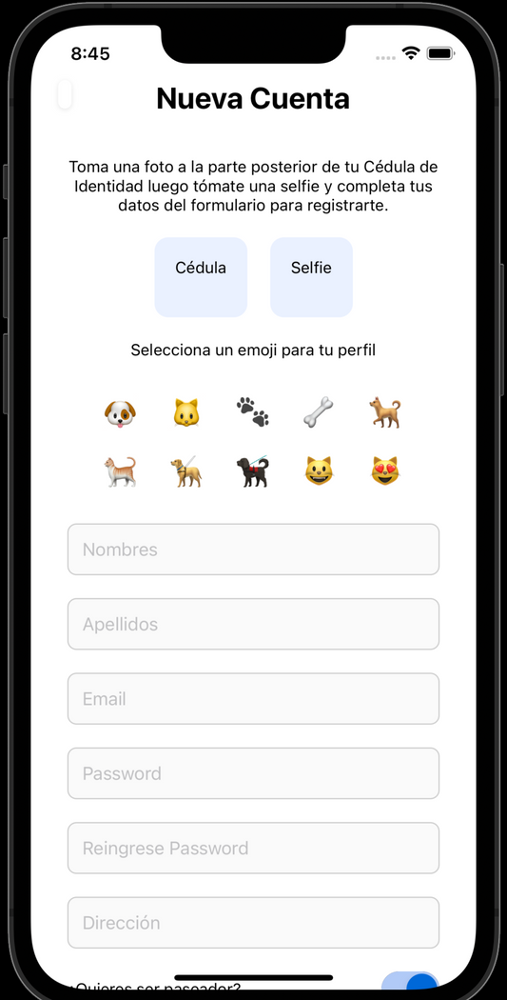 8:45
Nueva Cuenta
Toma una foto a la parte posterior de tu Cédula de
Identidad luego tómate una selfie y completa tus
datos del formulario para registrarte.
Cédula
Selfie
Selecciona un emoji para tu perfil
Nombres
Apellidos
Email
Password
Reingrese Password
Dirección
¿Quieres ser paseador?